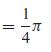 = 1/4 π